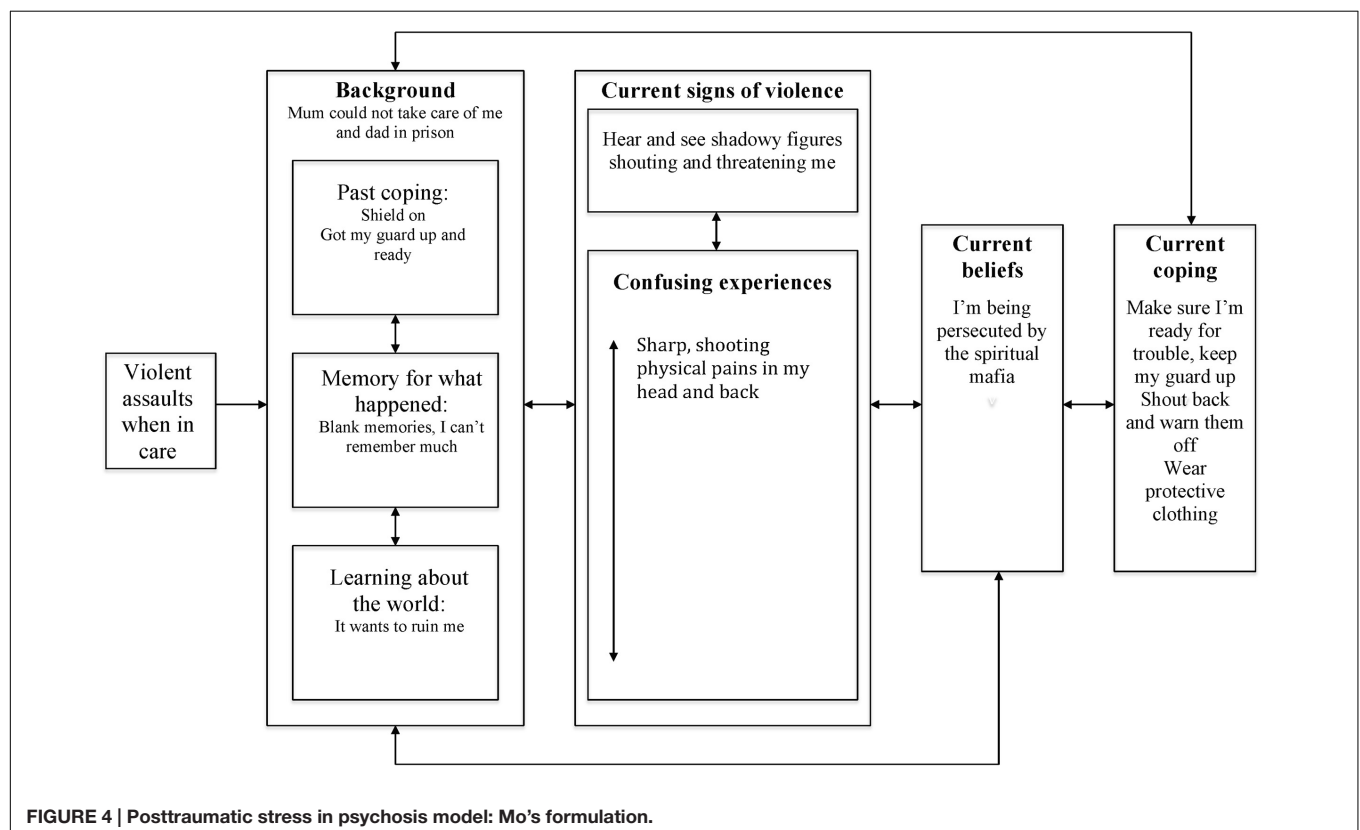 Violent
assaults
when in
care
Background
Mum could not take care of me
and dad in prison
Past coping:
Shield on
Got my guard up and
ready
Memory for what
happened:
Blank memories, I can’t
remember much
Learning about
the world:
It wants to ruin me
Current signs of violence
Hear and see shadowy figures
shouting and threatening me
Confusing experiences
Sharp, shooting
physical pains in my
head and back
Current
beliefs
I’m being
persecuted by
the spiritual
mafia
Current
coping
Make sure I’m
ready for
trouble, keep
my guard up
Shout back
and warn them
off
Wear
protective
clothing
FIGURE 4 | Posttraumatic stress in psychosis model: Mo’s formulation.